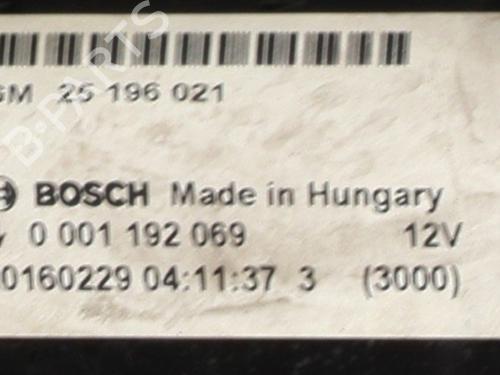 GM 25 196 021
BOSCH Made in Hungary
0 001 192 069 12V
0160229 04:11:37 3 (3000)
B-PARTS